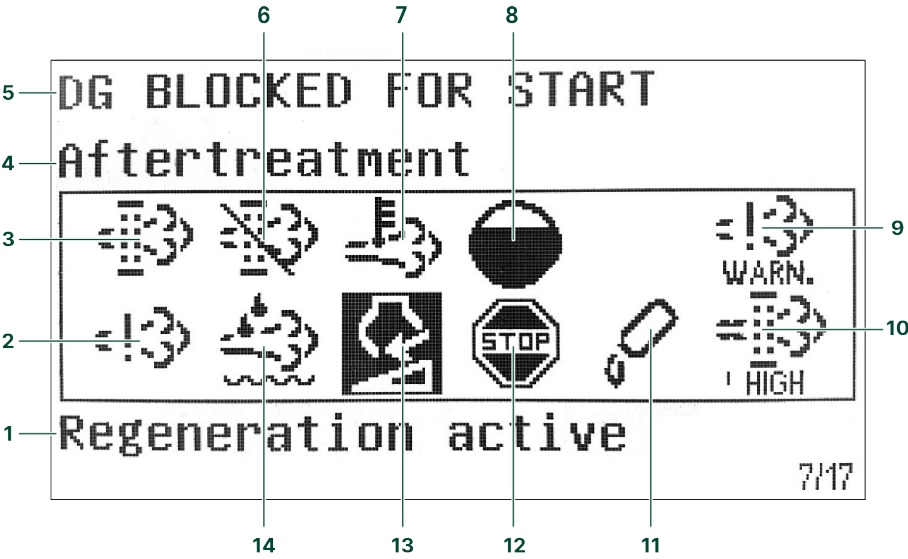 6 7 8
5 DG BLOCKED FOR START
4 Aftertreatment
3 9
WARN.
2 STOP 10
! HIGH
11
1 Regeneration active
7/17
14 13 12 11